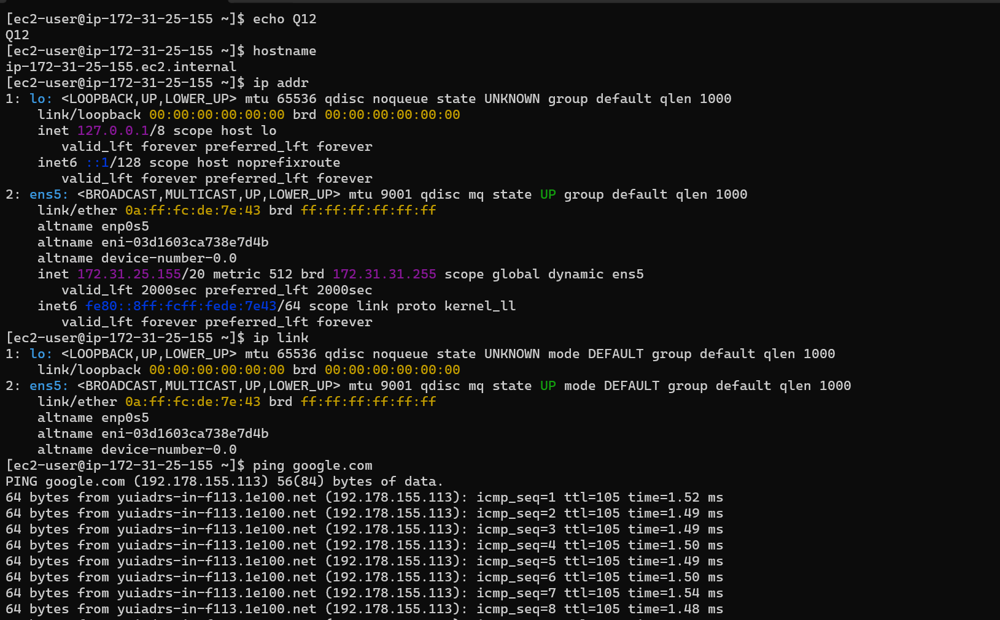 [ec2-user@ip-172-31-25-155 ~]$ echo Q12
Q12
[ec2-user@ip-172-31-25-155 ~]$ hostname
ip-172-31-25-155.ec2.internal
[ec2-user@ip-172-31-25-155 ~]$ ip addr
1: lo: <LOOPBACK,UP,LOWER_UP> mtu 65536 qdisc noqueue state UNKNOWN group default qlen 1000
    link/loopback 00:00:00:00:00:00 brd 00:00:00:00:00:00
    inet 127.0.0.1/8 scope host lo
       valid_lft forever preferred_lft forever
    inet6 ::1/128 scope host noprefixroute
       valid_lft forever preferred_lft forever
2: ens5: <BROADCAST,MULTICAST,UP,LOWER_UP> mtu 9001 qdisc mq state UP group default qlen 1000
    link/ether 0a:ff:fc:de:7e:43 brd ff:ff:ff:ff:ff:ff
    altname enp0s5
    altname eni-03d1603ca738e7d4b
    altname device-number-0.0
    inet 172.31.25.155/20 metric 512 brd 172.31.31.255 scope global dynamic ens5
       valid_lft 2000sec preferred_lft 2000sec
    inet6 fe80::8ff:fcff:fede:7e43/64 scope link proto kernel_ll
       valid_lft forever preferred_lft forever
[ec2-user@ip-172-31-25-155 ~]$ ip link
1: lo: <LOOPBACK,UP,LOWER_UP> mtu 65536 qdisc noqueue state UNKNOWN mode DEFAULT group default qlen 1000
    link/loopback 00:00:00:00:00:00 brd 00:00:00:00:00:00
2: ens5: <BROADCAST,MULTICAST,UP,LOWER_UP> mtu 9001 qdisc mq state UP mode DEFAULT group default qlen 1000
    link/ether 0a:ff:fc:de:7e:43 brd ff:ff:ff:ff:ff:ff
    altname enp0s5
    altname eni-03d1603ca738e7d4b
    altname device-number-0.0
[ec2-user@ip-172-31-25-155 ~]$ ping google.com
PING google.com (192.178.155.113) 56(84) bytes of data.
64 bytes from yuiadrs-in-f113.1e100.net (192.178.155.113): icmp_seq=1 ttl=105 time=1.52 ms
64 bytes from yuiadrs-in-f113.1e100.net (192.178.155.113): icmp_seq=2 ttl=105 time=1.49 ms
64 bytes from yuiadrs-in-f113.1e100.net (192.178.155.113): icmp_seq=3 ttl=105 time=1.49 ms
64 bytes from yuiadrs-in-f113.1e100.net (192.178.155.113): icmp_seq=4 ttl=105 time=1.50 ms
64 bytes from yuiadrs-in-f113.1e100.net (192.178.155.113): icmp_seq=5 ttl=105 time=1.49 ms
64 bytes from yuiadrs-in-f113.1e100.net (192.178.155.113): icmp_seq=6 ttl=105 time=1.50 ms
64 bytes from yuiadrs-in-f113.1e100.net (192.178.155.113): icmp_seq=7 ttl=105 time=1.54 ms
64 bytes from yuiadrs-in-f113.1e100.net (192.178.155.113): icmp_seq=8 ttl=105 time=1.48 ms